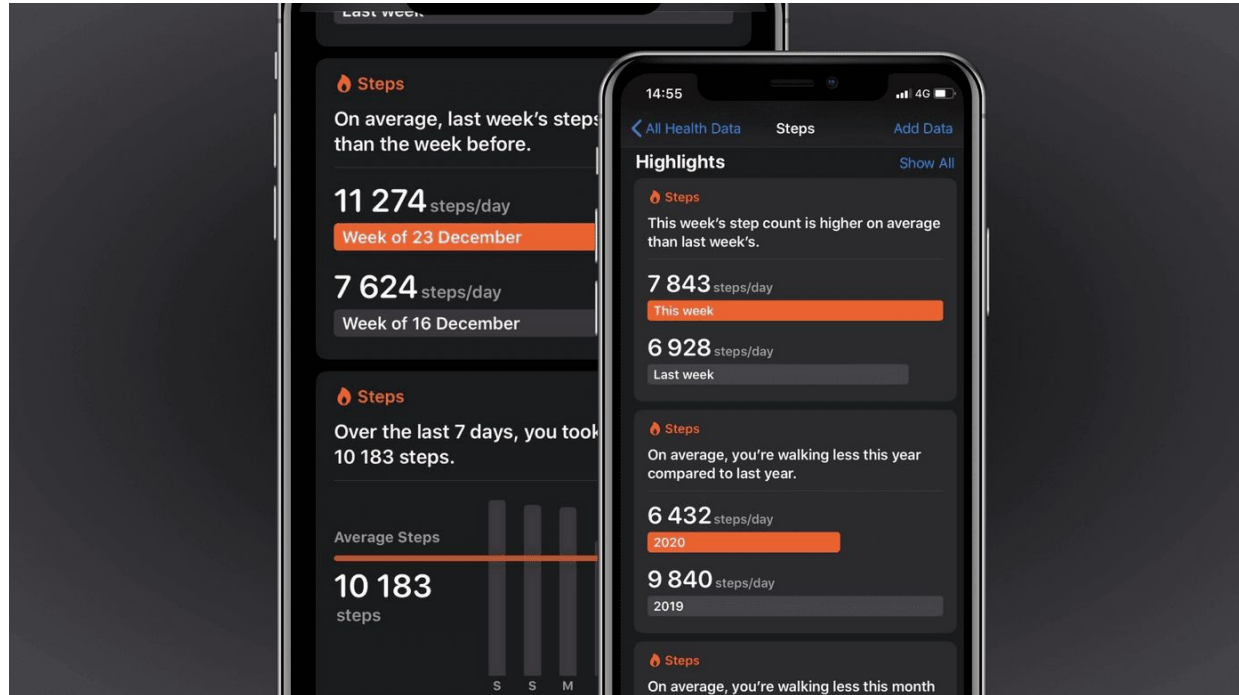 Last week
Steps
On average, last week's steps
than the week before.
11 274 steps/day
Week of 23 December
7 624 steps/day
Week of 16 December
Steps
Over the last 7 days, you took
10 183 steps.
Average Steps
10 183
steps
S S M
14:55
4G
All Health Data Steps Add Data
Highlights Show All
Steps
This week's step count is higher on average
than last week's.
7 843 steps/day
This week
6 928 steps/day
Last week
Steps
On average, you're walking less this year
compared to last year.
6 432 steps/day
2020
9 840 steps/day
2019
Steps
On average, you're walking less this month